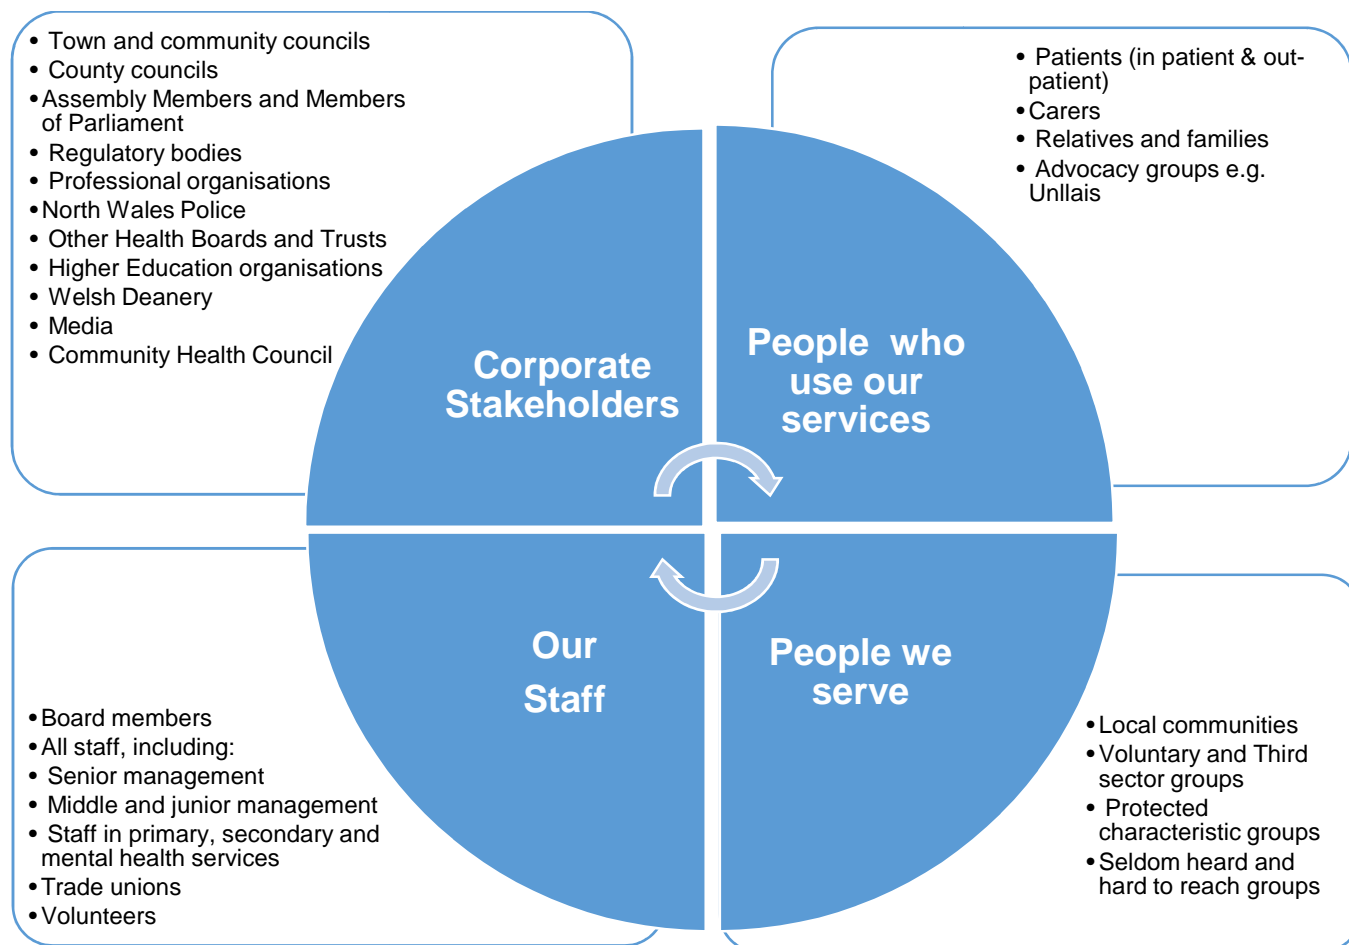 • Town and community councils
• County councils
• Assembly Members and Members
of Parliament
• Regulatory bodies
• Professional organisations
• North Wales Police
• Other Health Boards and Trusts
• Higher Education organisations
• Welsh Deanery
• Media
• Community Health Council
Corporate
Stakeholders
• Patients (in patient & out-
patient)
• Carers
• Relatives and families
• Advocacy groups e.g.
Unllais
People who
use our
services
Our
Staff
• Board members
• All staff, including:
• Senior management
• Middle and junior management
• Staff in primary, secondary and
mental health services
• Trade unions
• Volunteers
People we
serve
• Local communities
• Voluntary and Third
sector groups
• Protected
characteristic groups
• Seldom heard and
hard to reach groups